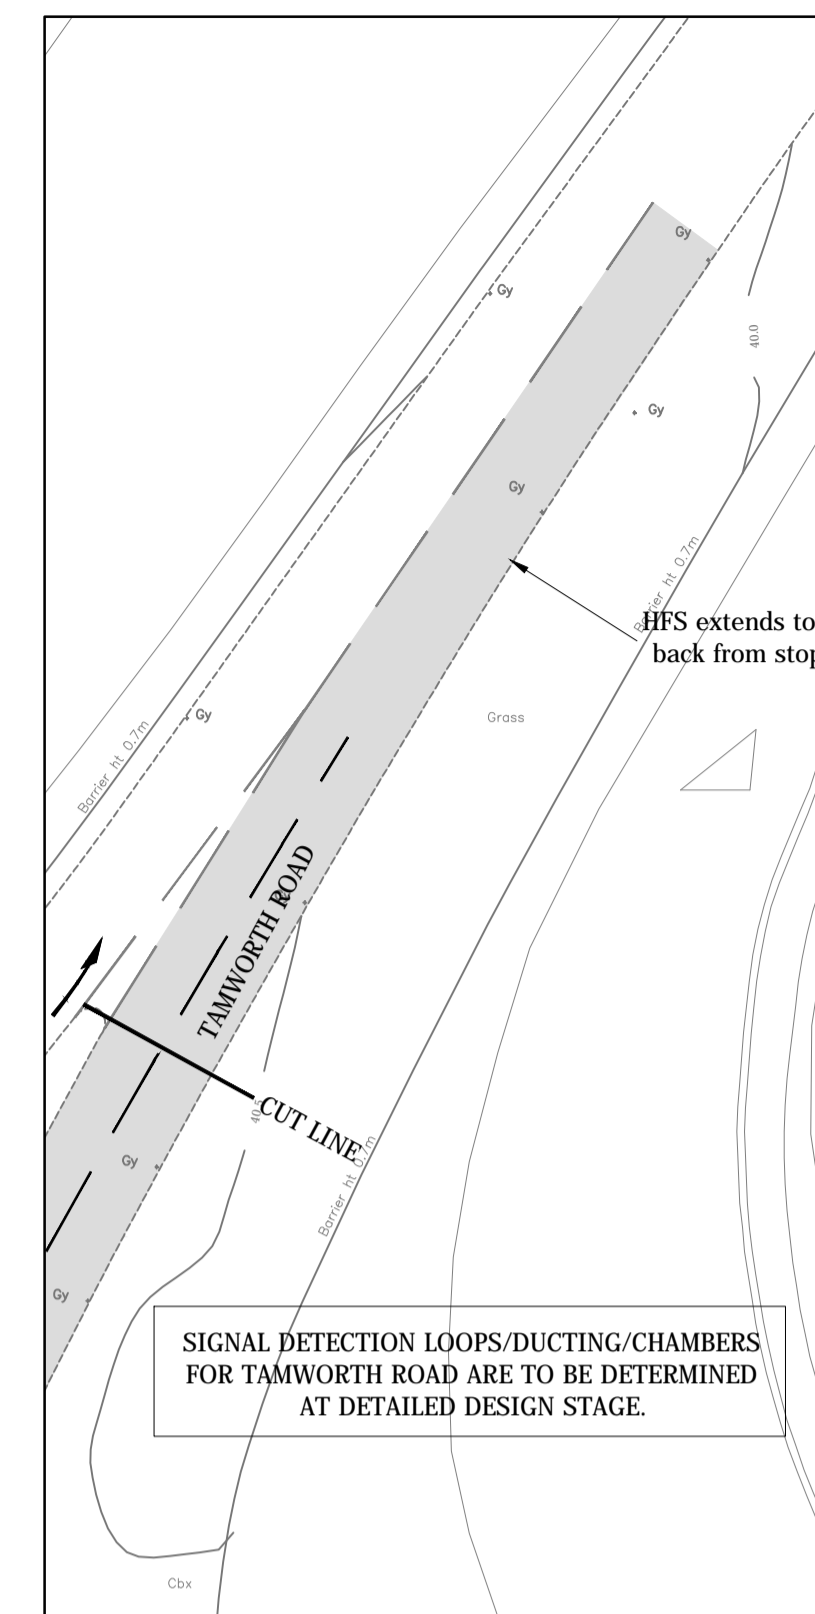 Gy
Gy
40.0
Gy
Gy
Barrier ht 0.7m
HFS extends to
back from stop
Grass
Gy
Barrier ht 0.7m
TAMWORTH ROAD
CUT LINE
40.5
Barrier ht 0.7m
Gy
Gy
SIGNAL DETECTION LOOPS/DUCTING/CHAMBERS
FOR TAMWORTH ROAD ARE TO BE DETERMINED
AT DETAILED DESIGN STAGE.
Cbx